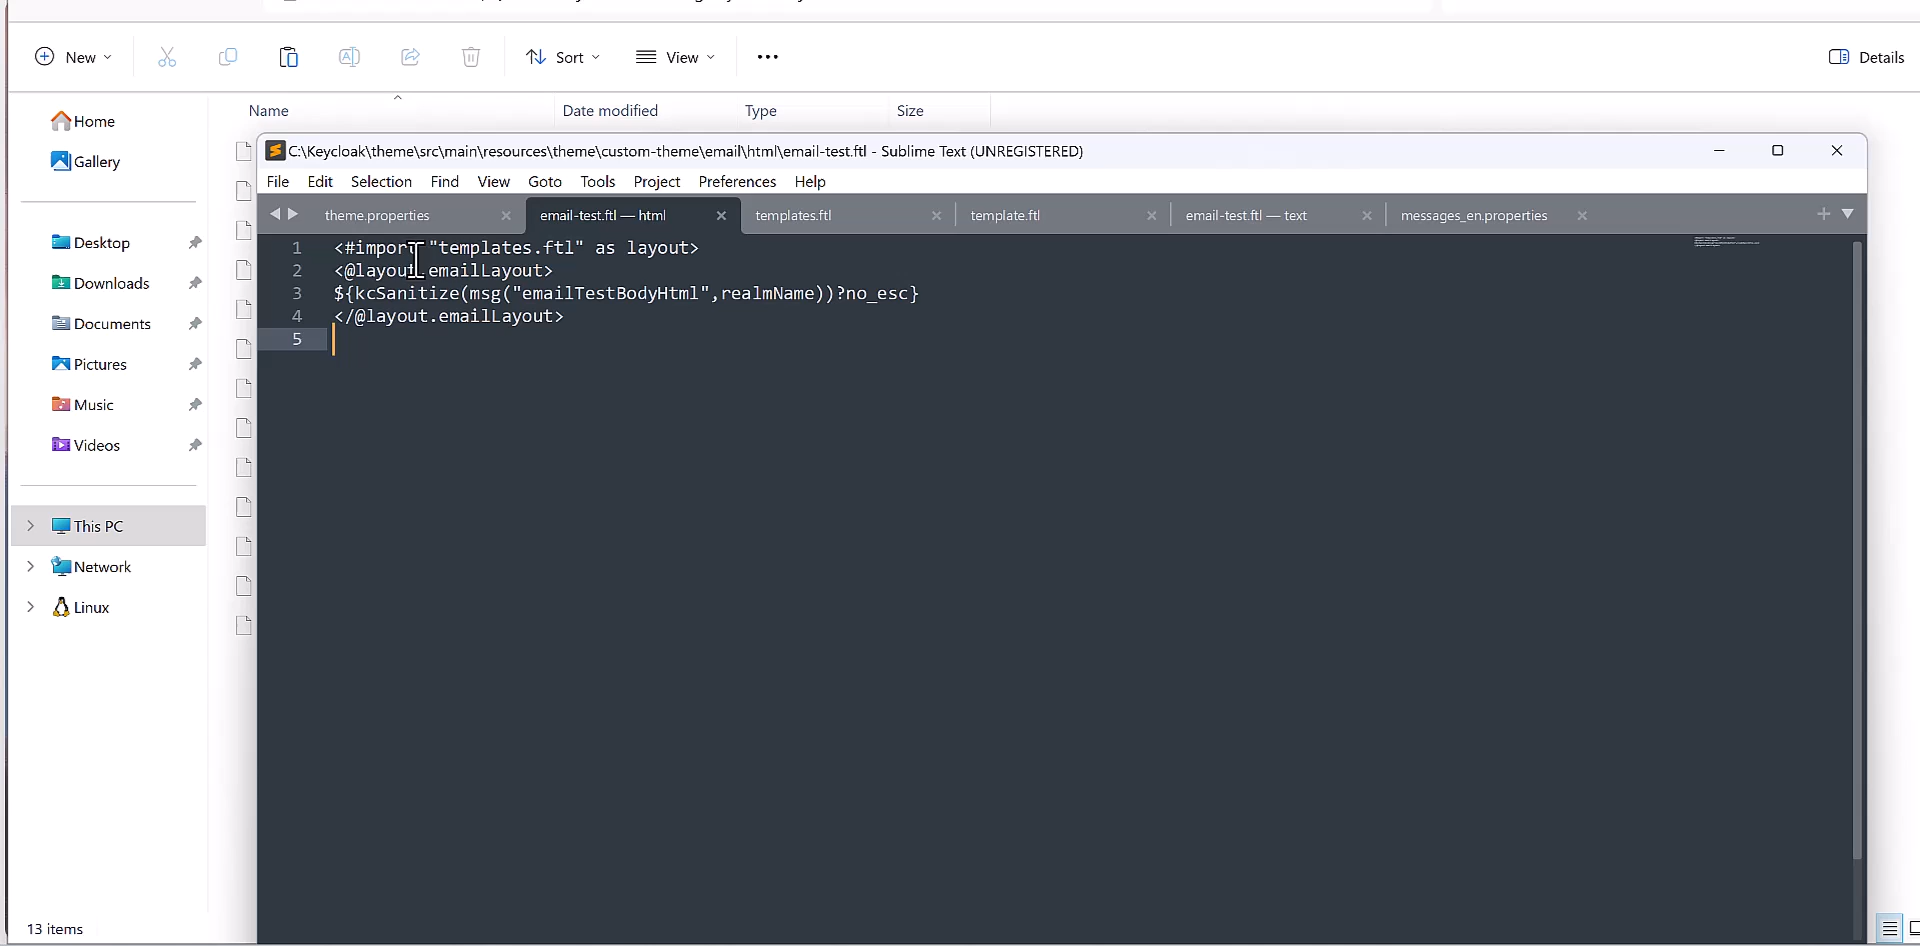 New
Sort
View
Details
Name
Date modified
Type
Size
Home
Gallery
Desktop
Downloads
Documents
Pictures
Music
Videos
This PC
Network
Linux
13 items
C:\Keycloak\theme\src\main\resources\theme\custom-theme\email\html\email-test.ftl - Sublime Text (UNREGISTERED)
File Edit Selection Find View Goto Tools Project Preferences Help
theme.properties
email-test.ftl — html
templates.ftl
template.ftl
email-test.ftl — text
messages_en.properties
1 <#import "templates.ftl" as layout>
2 <@layout.emailLayout>
3 ${kcSanitize(msg("emailTestBodyHtml",realmName))?no_esc}
4 </@layout.emailLayout>
5